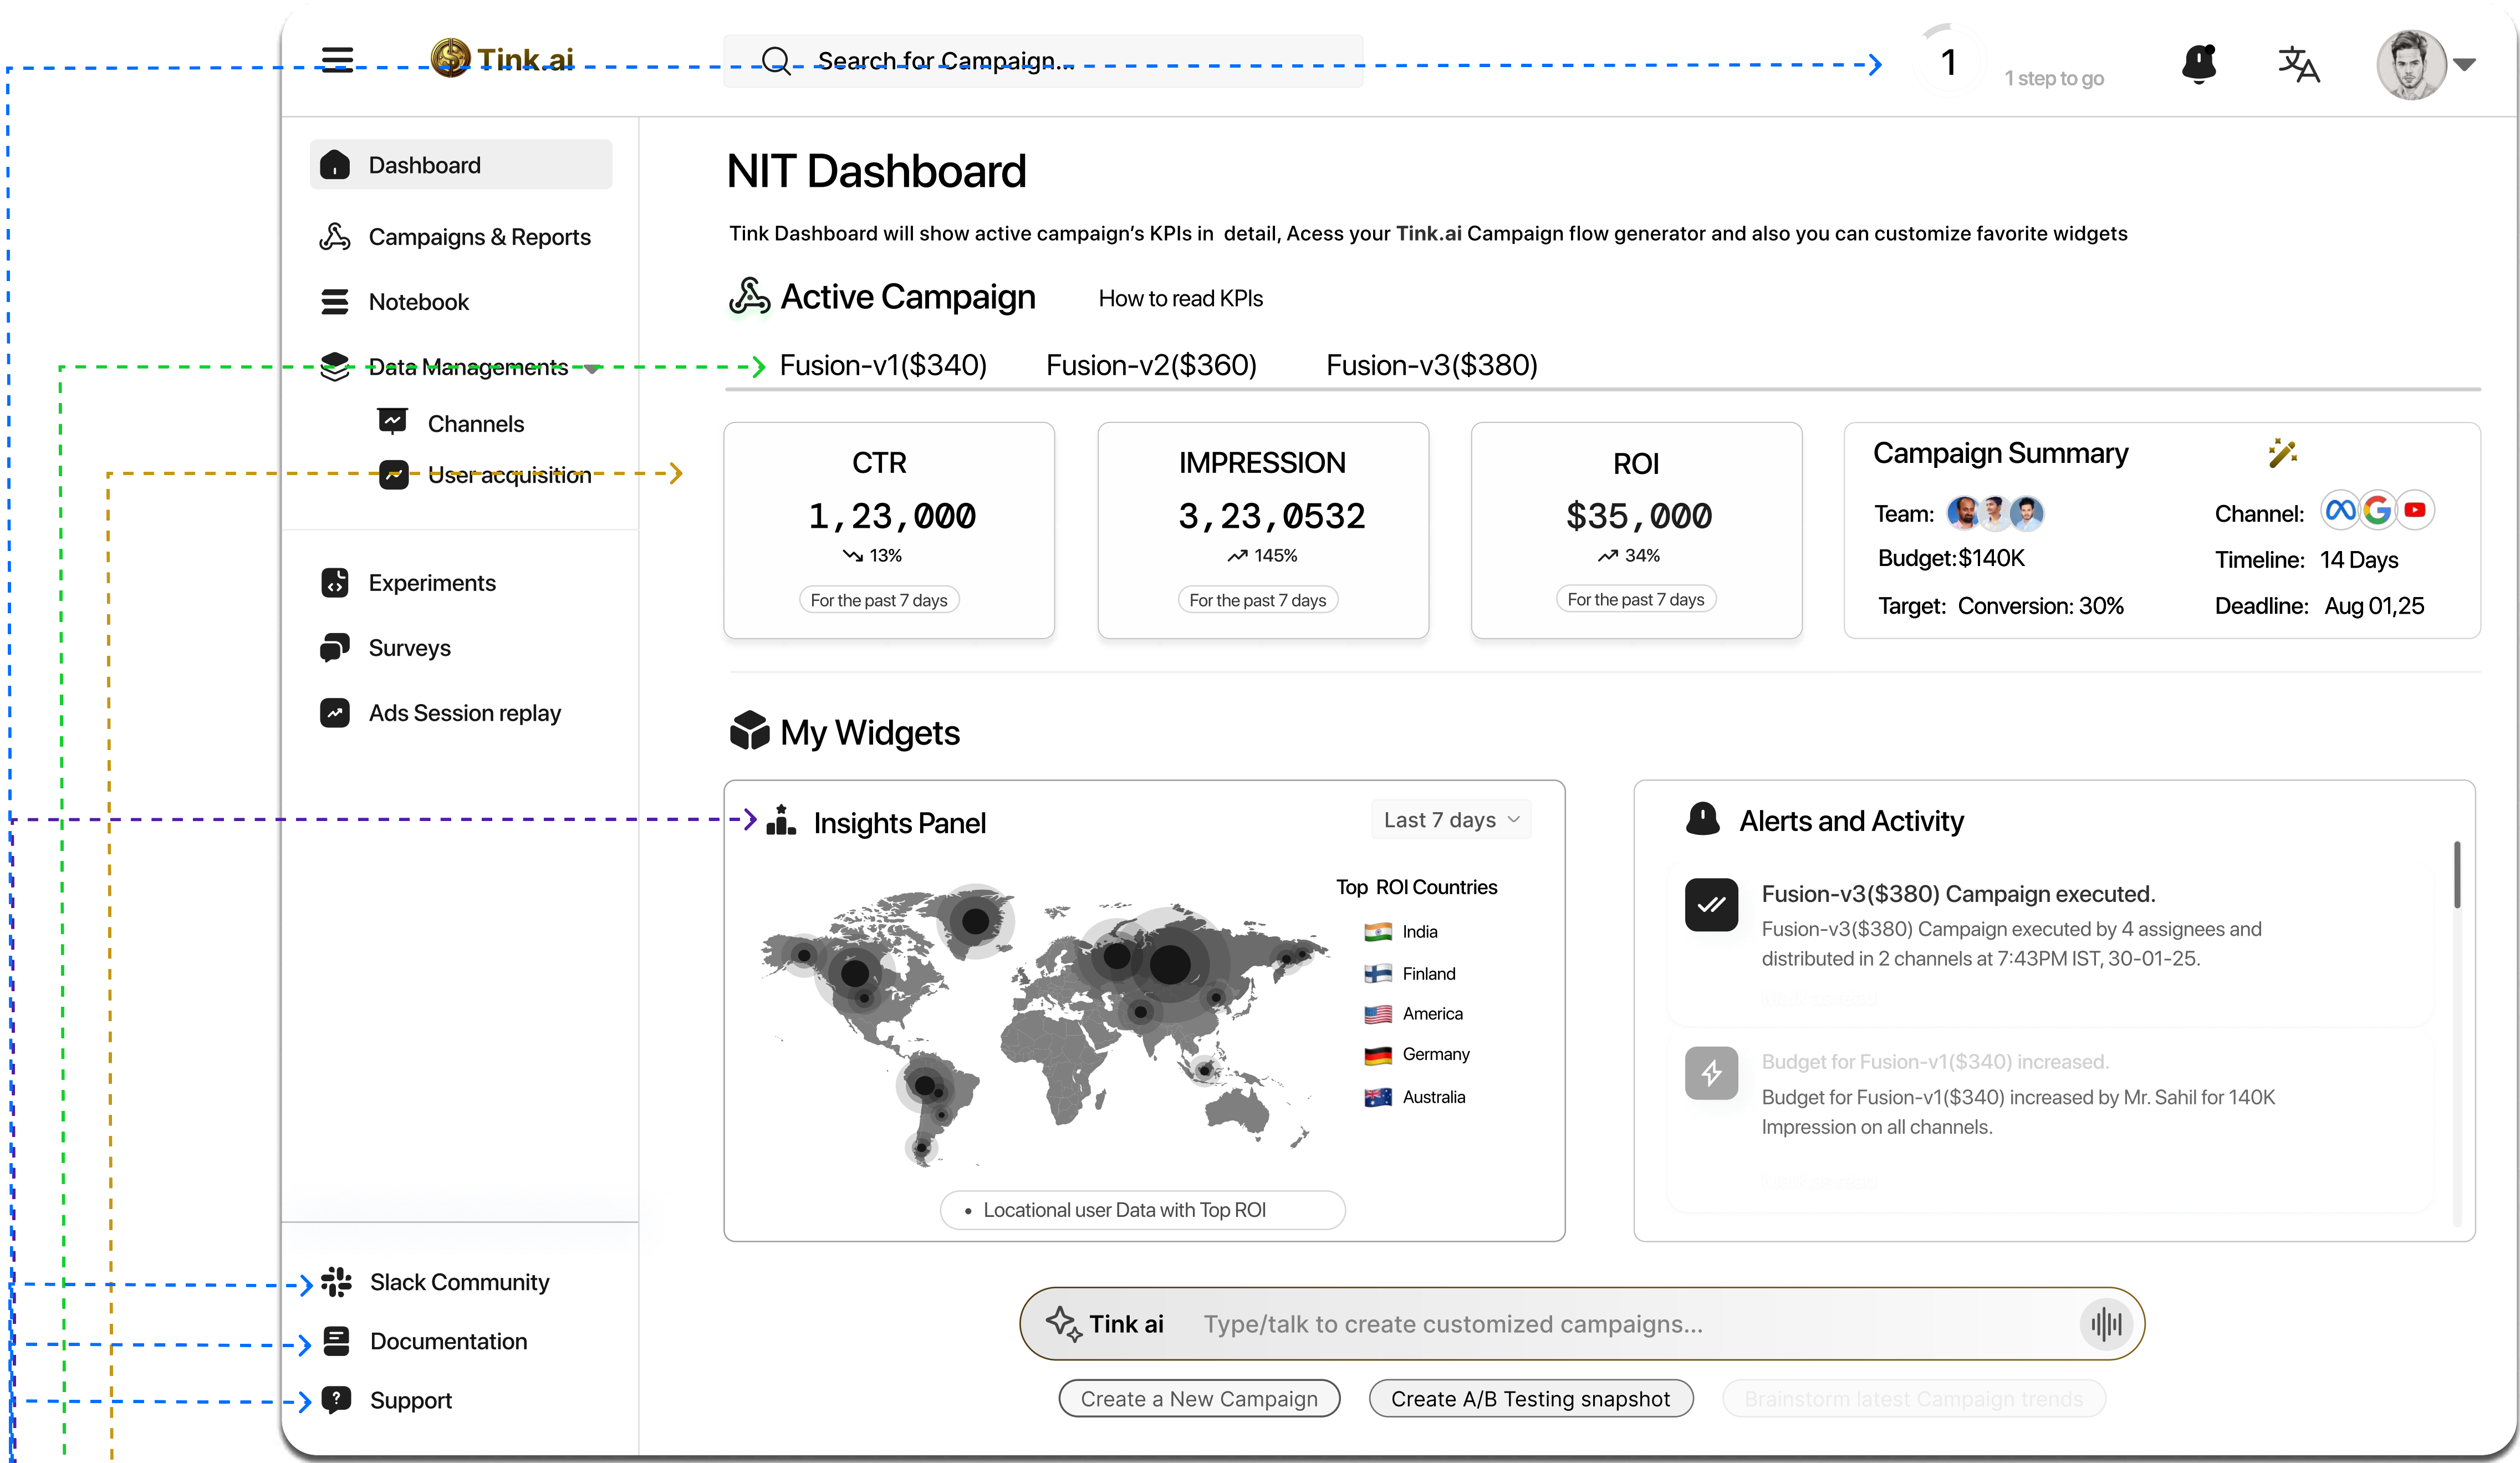 Tink.ai
Search for Campaign...
1
1 step to go
Dashboard
Campaigns & Reports
Notebook
Data Managements
Channels
User acquisition
Experiments
Surveys
Ads Session replay
Slack Community
Documentation
Support
NIT Dashboard
Tink Dashboard will show active campaign's KPIs in detail, Acess your Tink.ai Campaign flow generator and also you can customize favorite widgets
Active Campaign
How to read KPIs
Fusion-v1($340)
Fusion-v2($360)
Fusion-v3($380)
CTR
1,23,000
13%
For the past 7 days
IMPRESSION
3,23,0532
145%
For the past 7 days
ROI
$35,000
34%
For the past 7 days
Campaign Summary
Team:
Channel:
Budget:$140K
Timeline: 14 Days
Target: Conversion: 30%
Deadline: Aug 01,25
My Widgets
Insights Panel
Last 7 days
Top ROI Countries
India
Finland
America
Germany
Australia
Locational user Data with Top ROI
Alerts and Activity
Fusion-v3($380) Campaign executed.
Fusion-v3($380) Campaign executed by 4 assignees and
distributed in 2 channels at 7:43PM IST, 30-01-25.
Budget for Fusion-v1($340) increased.
Budget for Fusion-v1($340) increased by Mr. Sahil for 140K
Impression on all channels.
Tink ai
Type/talk to create customized campaigns...
Create a New Campaign
Create A/B Testing snapshot
Brainstorm latest Campaign trends